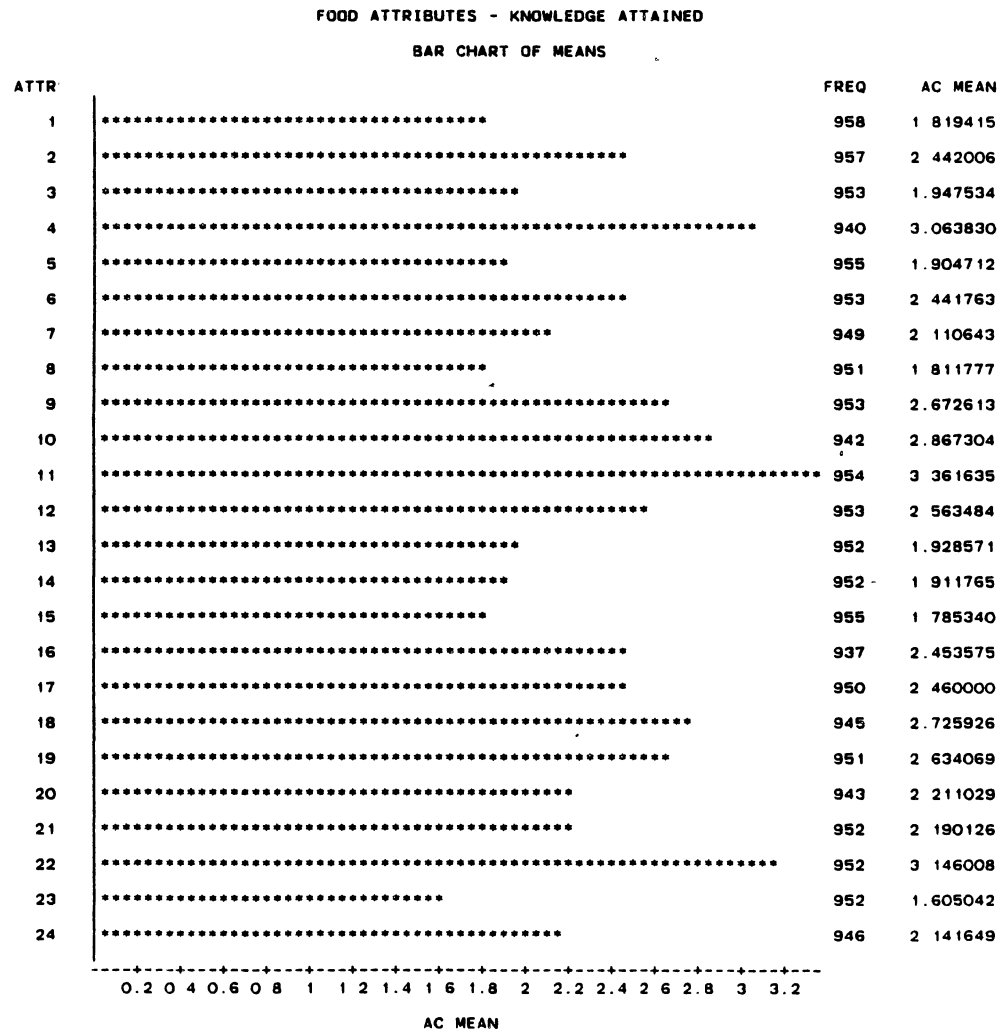 FOOD ATTRIBUTES - KNOWLEDGE ATTAINED
BAR CHART OF MEANS
ATTR FREQ AC MEAN
1 958 1 819415
2 957 2 442006
3 953 1.947534
4 940 3.063830
5 955 1.904712
6 953 2 441763
7 949 2 110643
8 951 1 811777
9 953 2.672613
10 942 2.867304
11 954 3 361635
12 953 2 563484
13 952 1.928571
14 952 1 911765
15 955 1 785340
16 937 2.453575
17 950 2 460000
18 945 2.725926
19 951 2 634069
20 943 2 211029
21 952 2 190126
22 952 3 146008
23 952 1.605042
24 946 2 141649
0.2 0 4 0.6 0 8 1 1 2 1.4 1 6 1.8 2 2.2 2.4 2 6 2.8 3 3.2
AC MEAN